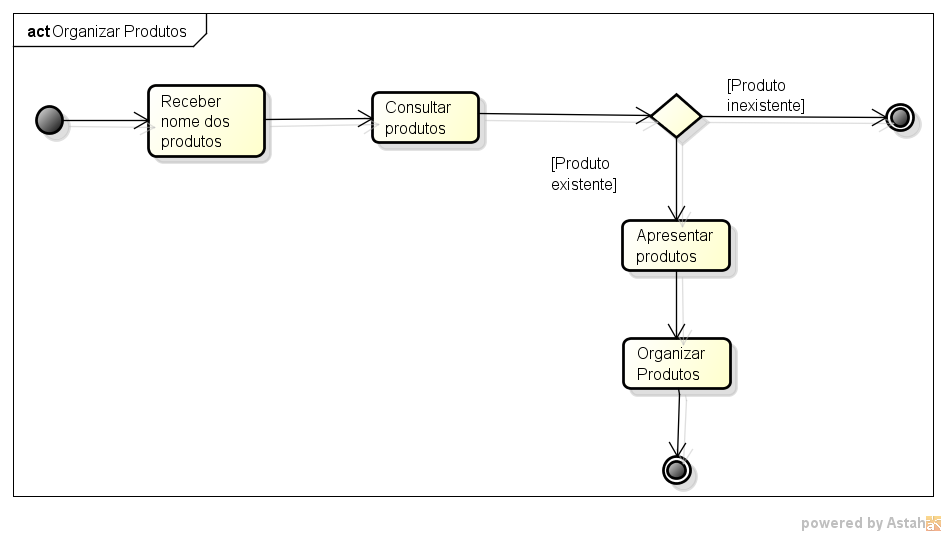 act Organizar Produtos
Receber
nome dos
produtos
Consultar
produtos
[Produto
inexistente]
[Produto
existente]
Apresentar
produtos
Organizar
Produtos
powered by Astah